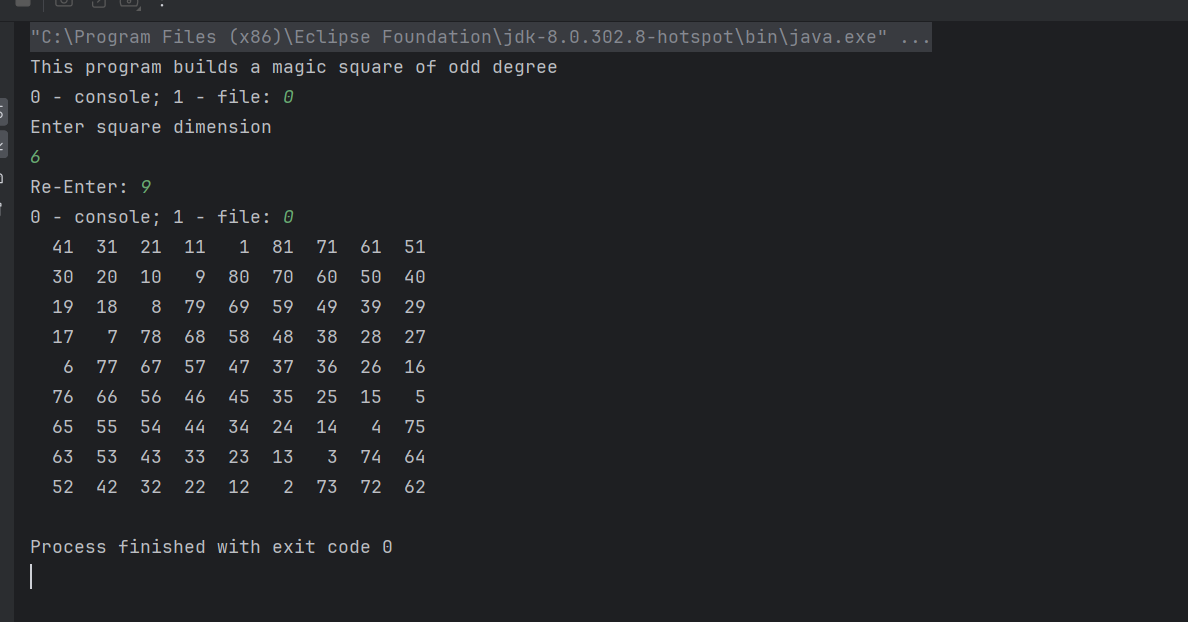 "C:\Program Files (x86)\Eclipse Foundation\jdk-8.0.302.8-hotspot\bin\java.exe" ...
This program builds a magic square of odd degree
0 - console; 1 - file: 0
Enter square dimension
6
Re-Enter: 9
0 - console; 1 - file: 0
  41  31  21  11   1  81  71  61  51
  30  20  10   9  80  70  60  50  40
  19  18   8  79  69  59  49  39  29
  17   7  78  68  58  48  38  28  27
   6  77  67  57  47  37  36  26  16
  76  66  56  46  45  35  25  15   5
  65  55  54  44  34  24  14   4  75
  63  53  43  33  23  13   3  74  64
  52  42  32  22  12   2  73  72  62
Process finished with exit code 0